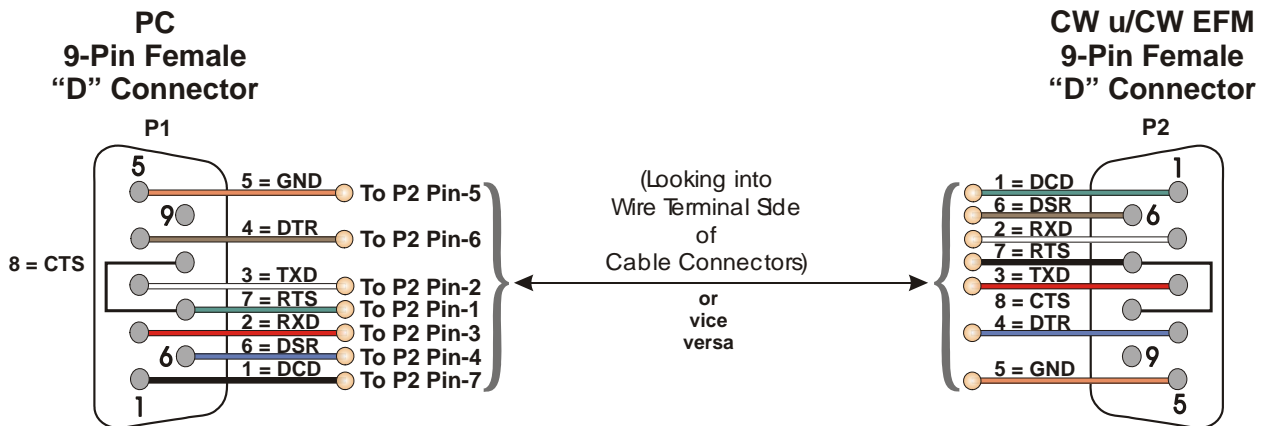 PC
9-Pin Female
“D” Connector
P1
5
5 = GND
To P2 Pin-5
9
4 = DTR
To P2 Pin-6
8 = CTS
3 = TXD
To P2 Pin-2
7 = RTS
To P2 Pin-1
2 = RXD
To P2 Pin-3
6
6 = DSR
To P2 Pin-4
1 = DCD
To P2 Pin-7
1
(Looking into
Wire Terminal Side
of
Cable Connectors)
or
vice
versa
CW u/CW EFM
9-Pin Female
“D” Connector
P2
1
1 = DCD
6 = DSR
6
2 = RXD
7 = RTS
3 = TXD
8 = CTS
4 = DTR
9
5 = GND
5